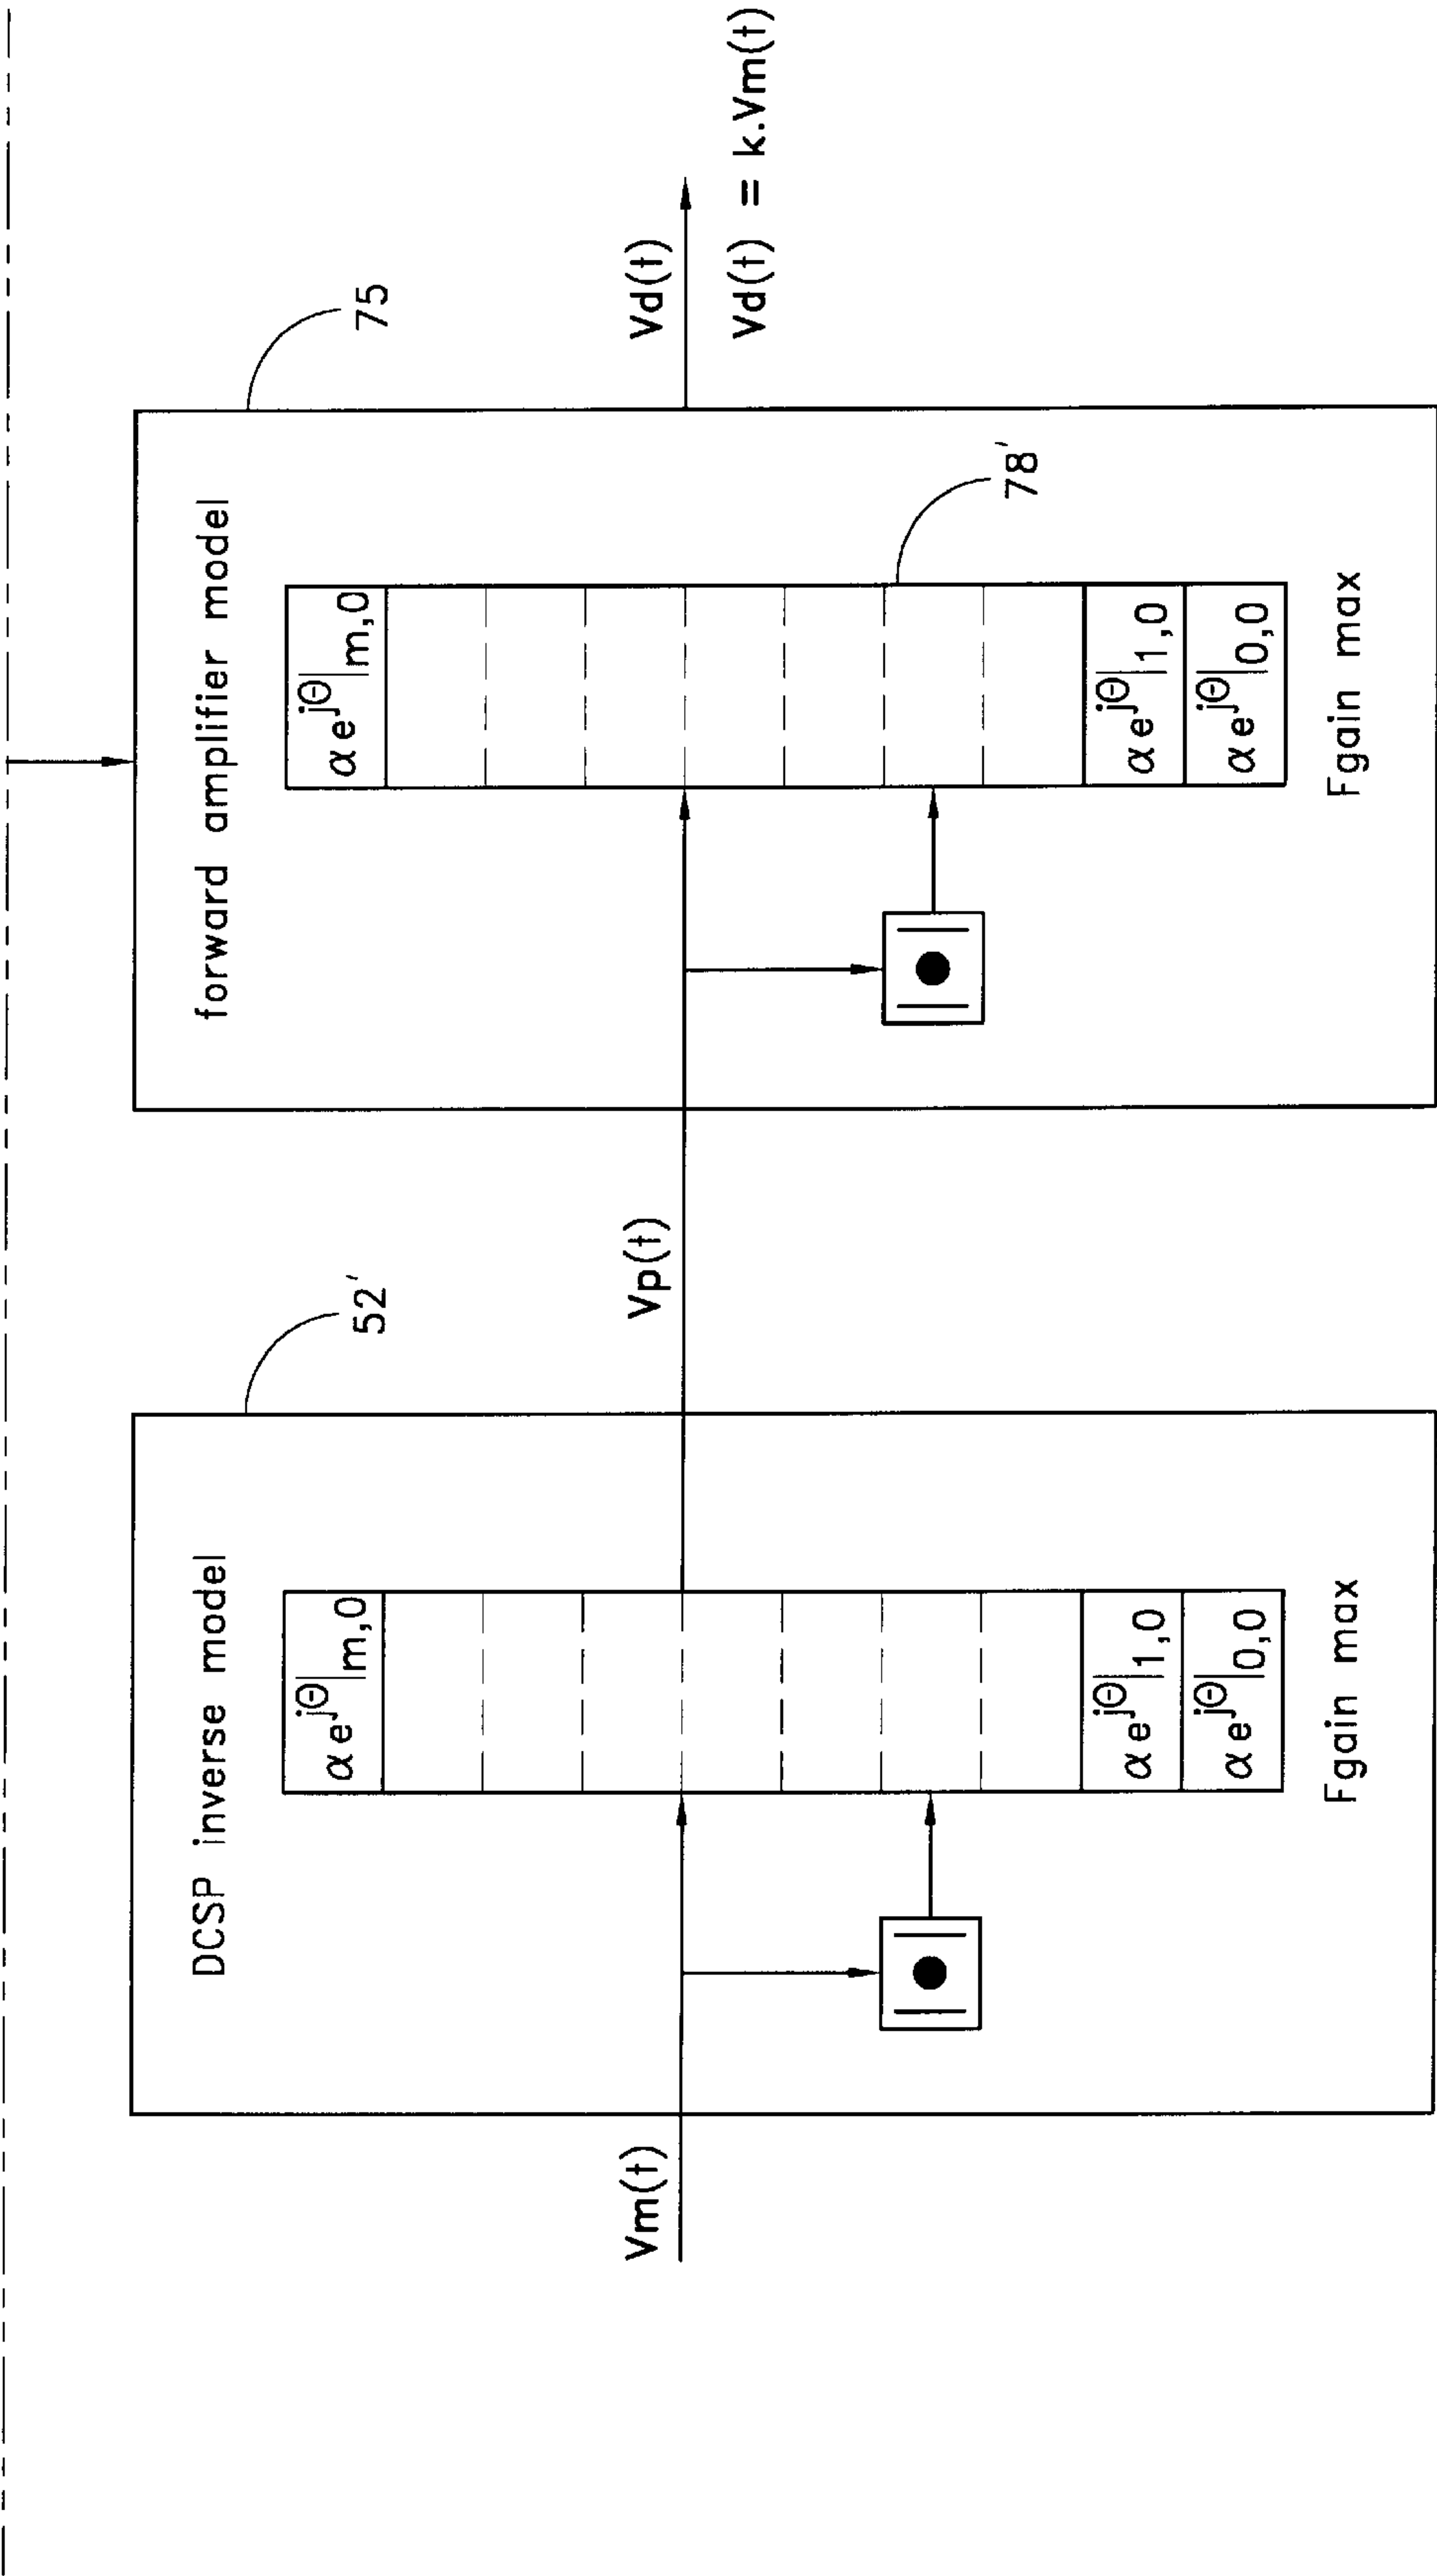 DCSP inverse model
52'
Vm(t)
αe^jΘ|m,0
αe^jΘ|1,0
αe^jΘ|0,0
Fgain max
Vp(t)
forward amplifier model
75
αe^jΘ|m,0
78'
αe^jΘ|1,0
αe^jΘ|0,0
Fgain max
Vd(t)
Vd(t) = k.Vm(t)